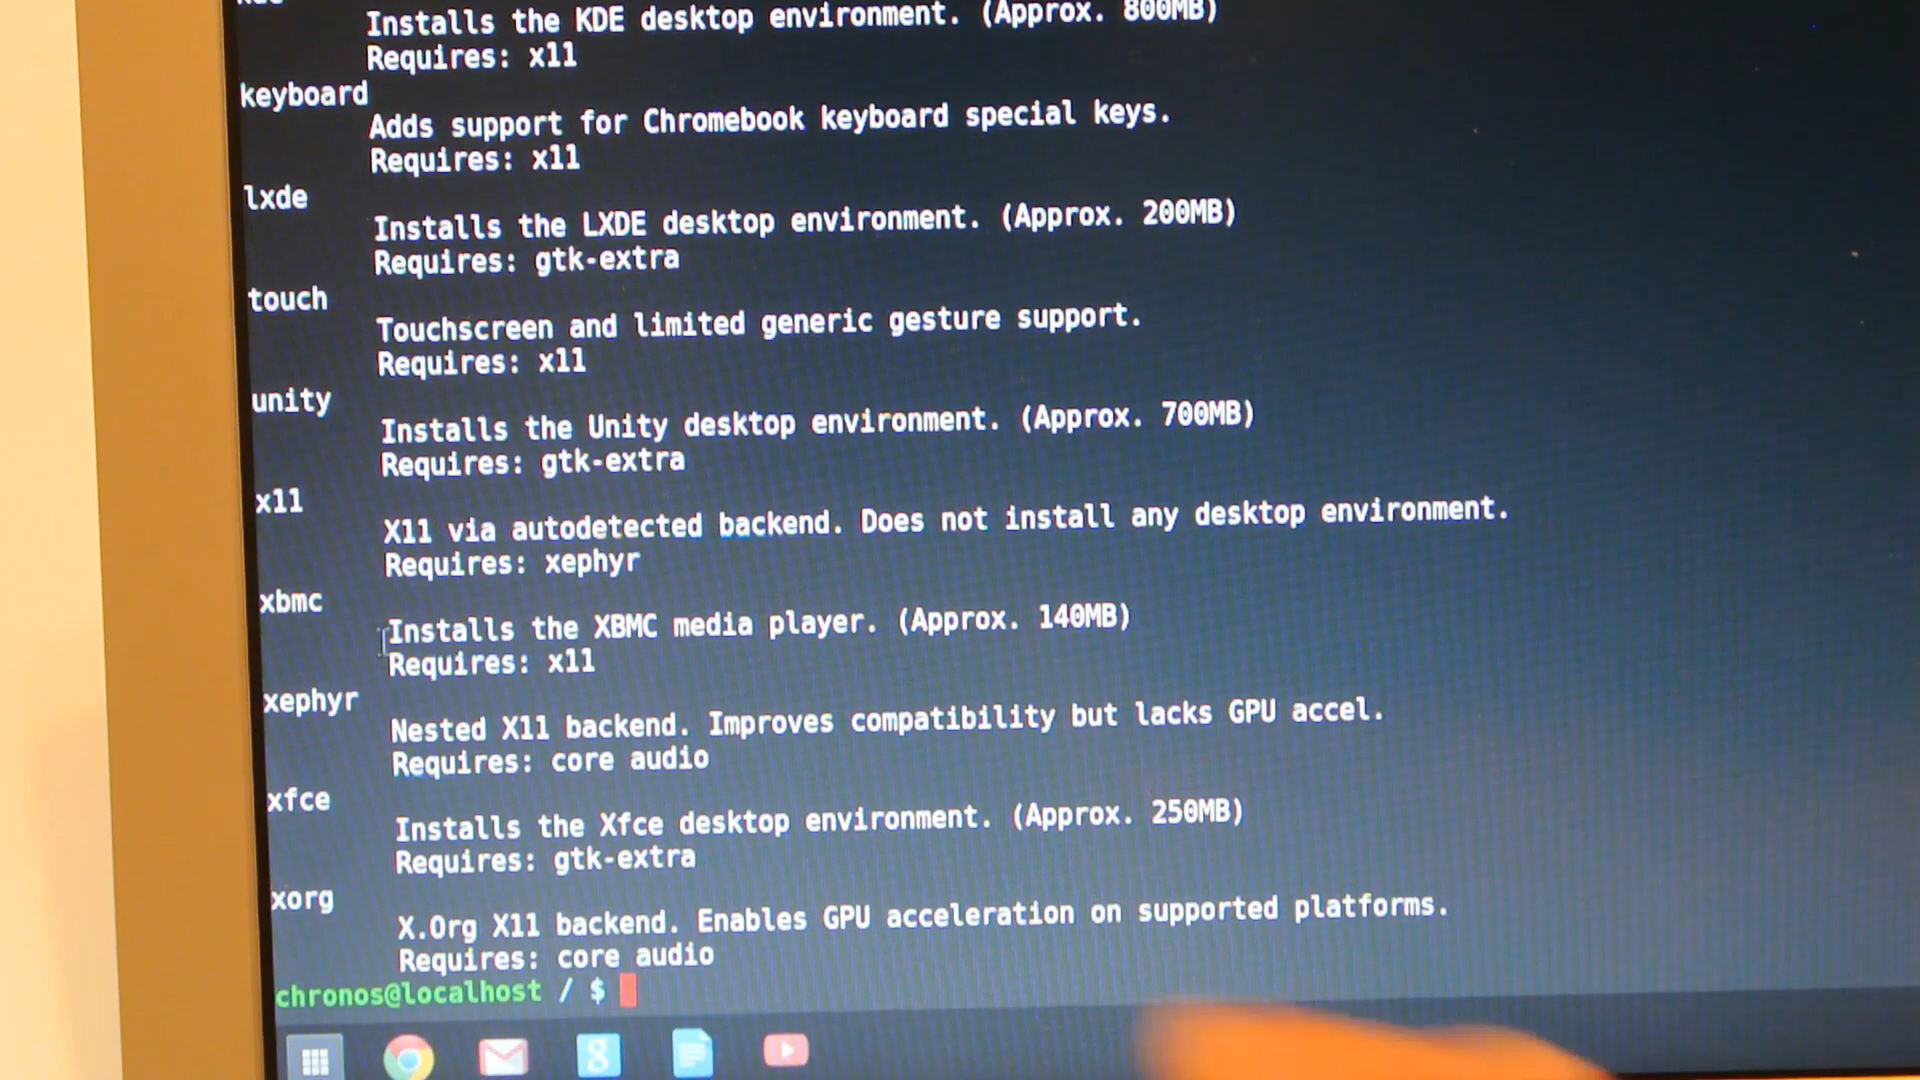 kde
Installs the KDE desktop environment. (Approx. 800MB)
Requires: x11
keyboard
Adds support for Chromebook keyboard special keys.
Requires: x11
lxde
Installs the LXDE desktop environment. (Approx. 200MB)
Requires: gtk-extra
touch
Touchscreen and limited generic gesture support.
Requires: x11
unity
Installs the Unity desktop environment. (Approx. 700MB)
Requires: gtk-extra
x11
X11 via autodetected backend. Does not install any desktop environment.
Requires: xephyr
xbmc
Installs the XBMC media player. (Approx. 140MB)
Requires: x11
xephyr
Nested X11 backend. Improves compatibility but lacks GPU accel.
Requires: core audio
xfce
Installs the Xfce desktop environment. (Approx. 250MB)
Requires: gtk-extra
xorg
X.Org X11 backend. Enables GPU acceleration on supported platforms.
Requires: core audio
chronos@localhost / $
8